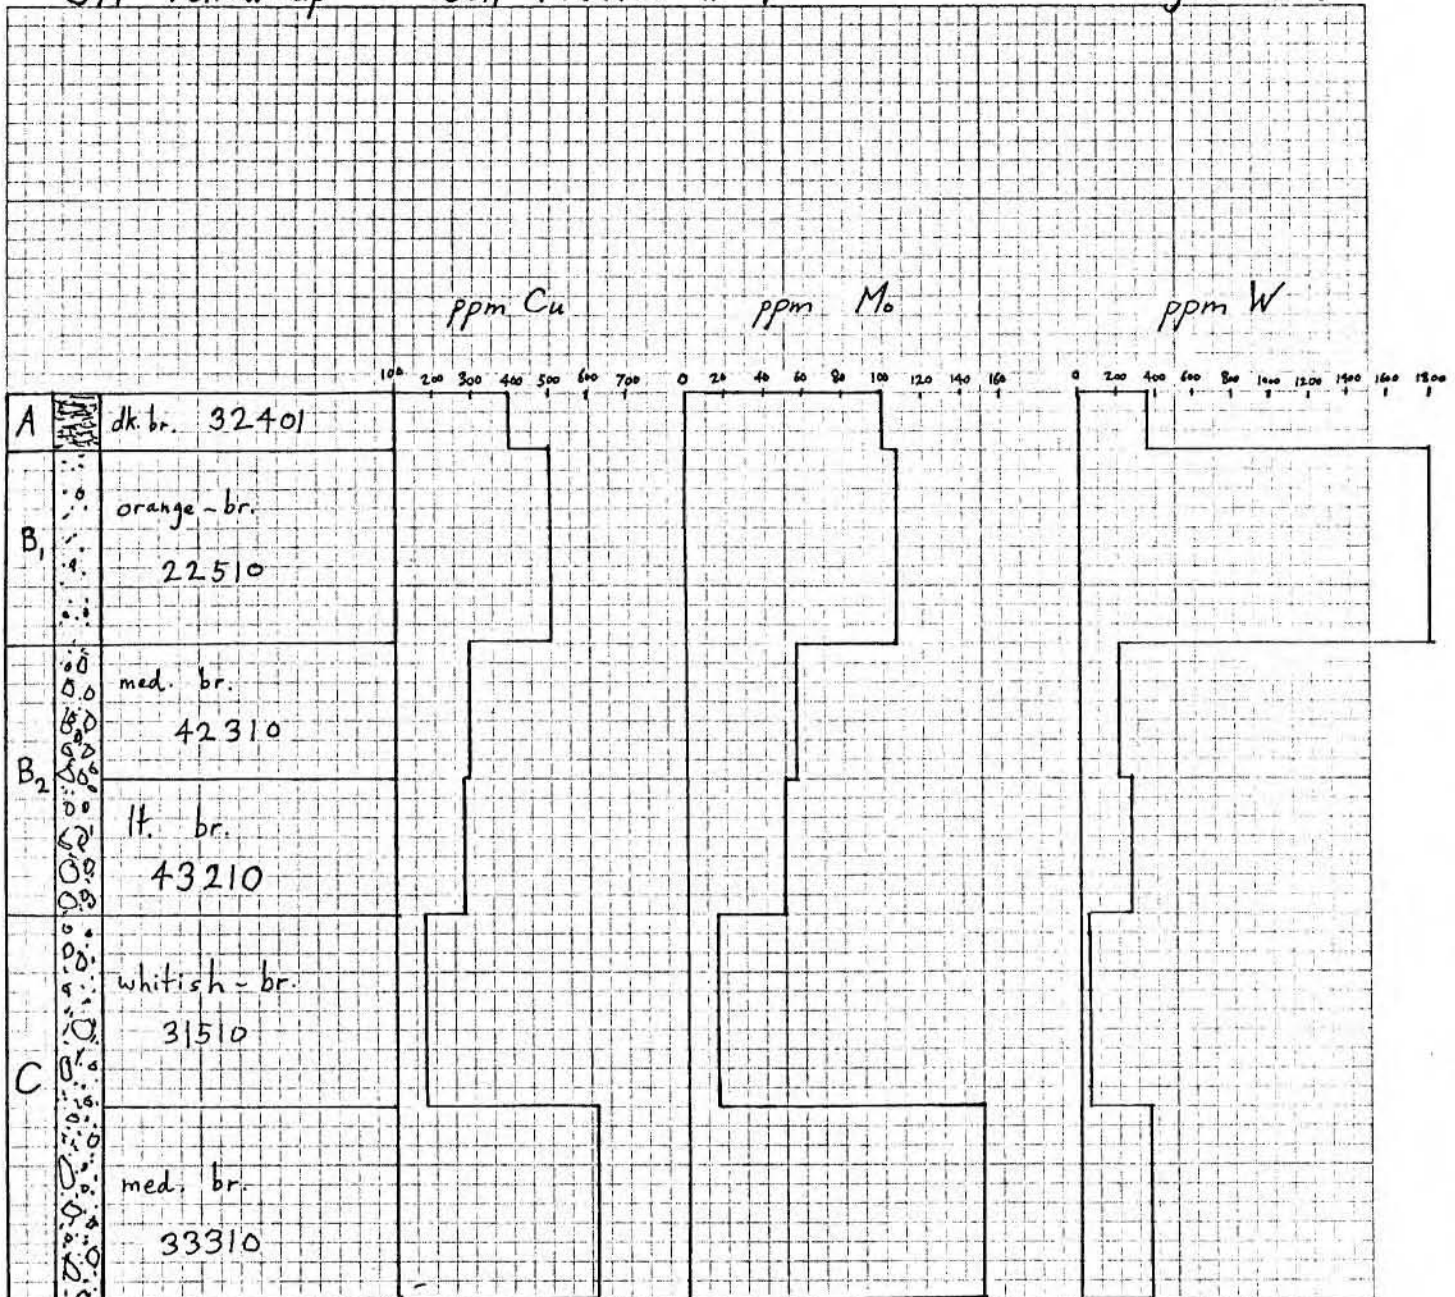 ppm Cu ppm Mo ppm W
100 200 300 400 500 600 700 0 20 40 60 80 100 120 140 160 0 200 400 600 800 1000 1200 1400 1600 1800
A dk. br. 32401
B₁ orange-br.
22510
B₂ med. br.
42310
lt. br.
43210
C whitish-br.
31510
med. br.
33310